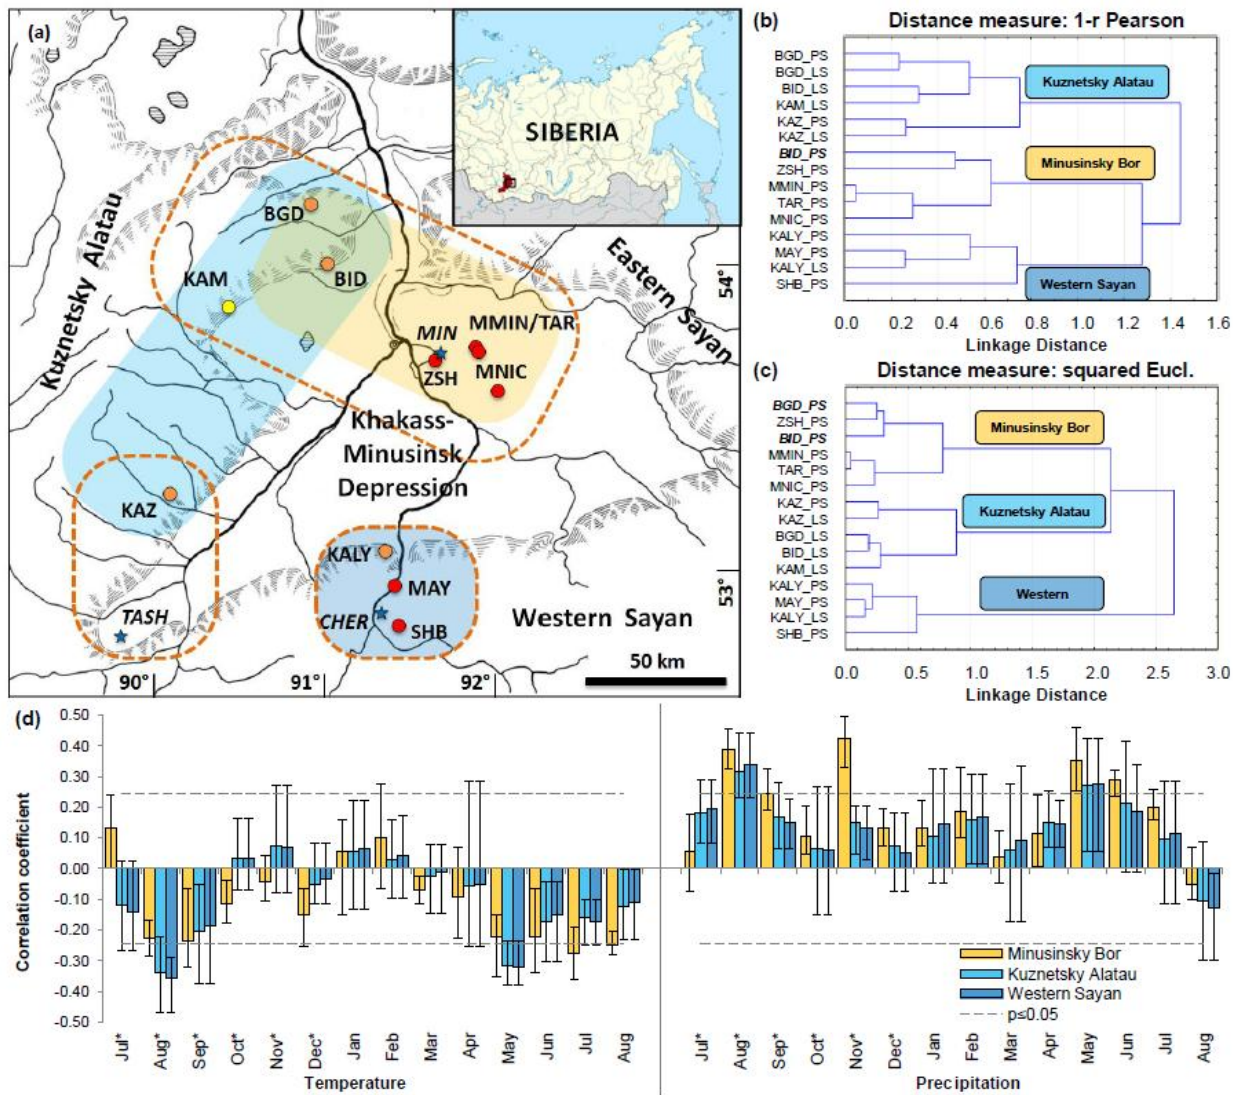 (a)
SIBERIA
Kuznetsky Alatau
Eastern Sayan
BGD
BID
KAM
MIN
MMIN/TAR
ZSH
MNIC
Khakass-
Minusinsk
Depression
KAZ
KALY
MAY
TASH
CHER
SHB
Western Sayan
50 km
54°
53°
90°
91°
92°
(b)
Distance measure: 1-r Pearson
BGD_PS
BGD_LS
BID_LS
KAM_LS
KAZ_PS
KAZ_LS
BID_PS
ZSH_PS
MMIN_PS
TAR_PS
MNIC_PS
KALY_PS
MAY_PS
KALY_LS
SHB_PS
Kuznetsky Alatau
Minusinsky Bor
Western Sayan
0.0 0.2 0.4 0.6 0.8 1.0 1.2 1.4 1.6
Linkage Distance
(c)
Distance measure: squared Eucl.
BGD_PS
ZSH_PS
BID_PS
MMIN_PS
TAR_PS
MNIC_PS
KAZ_PS
KAZ_LS
BGD_LS
BID_LS
KAM_LS
KALY_PS
MAY_PS
KALY_LS
SHB_PS
Minusinsky Bor
Kuznetsky Alatau
Western
0.0 0.5 1.0 1.5 2.0 2.5 3.0
Linkage Distance
(d)
Correlation coefficient
0.50
0.40
0.30
0.20
0.10
0.00
-0.10
-0.20
-0.30
-0.40
-0.50
Jul* Aug* Sep* Oct* Nov* Dec* Jan Feb Mar Apr May Jun Jul Aug
Temperature
Jul* Aug* Sep* Oct* Nov* Dec* Jan Feb Mar Apr May Jun Jul Aug
Precipitation
Minusinsky Bor
Kuznetsky Alatau
Western Sayan
p≤0.05